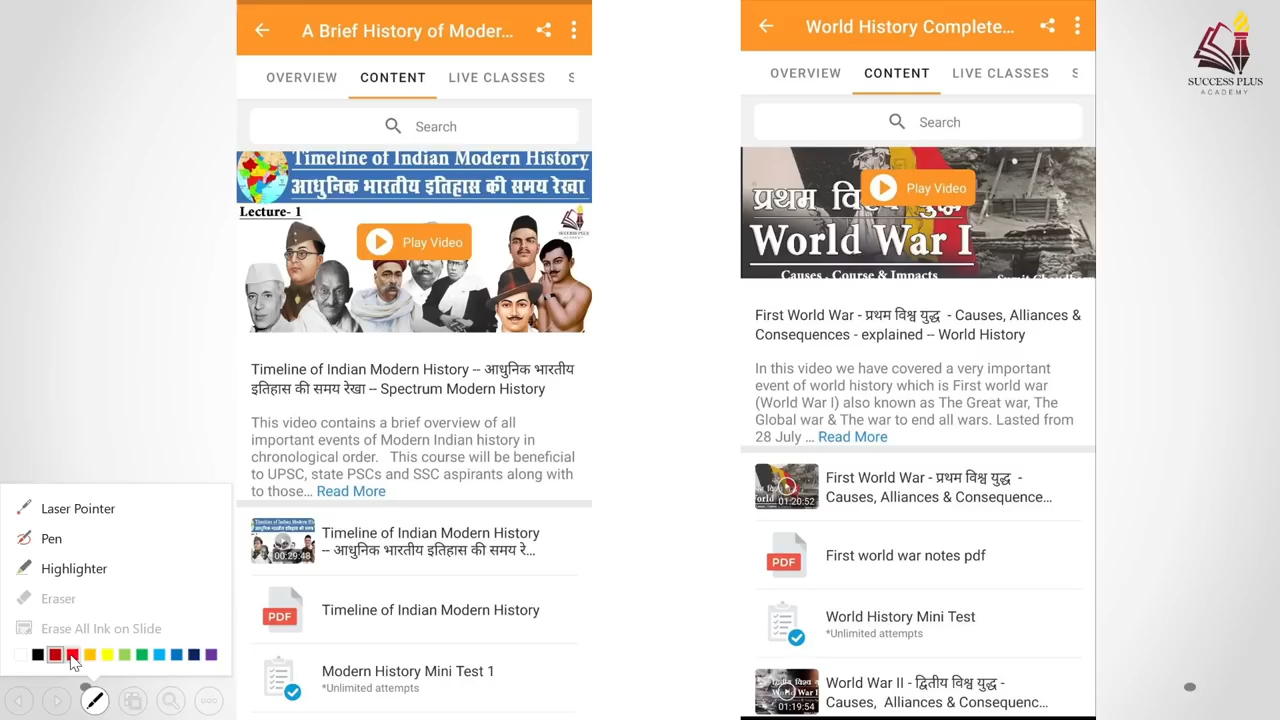 A Brief History of Moder...
OVERVIEW CONTENT LIVE CLASSES S
Search
Timeline of Indian Modern History
आधुनिक भारतीय इतिहास की समय रेखा
Lecture- 1
SUCCESS PLUS
Play Video
Timeline of Indian Modern History -- आधुनिक भारतीय
इतिहास की समय रेखा -- Spectrum Modern History
This video contains a brief overview of all
important events of Modern Indian history in
chronological order. This course will be beneficial
to UPSC, state PSCs and SSC aspirants along with
to those... Read More
00:29:48
Timeline of Indian Modern History
-- आधुनिक भारतीय इतिहास की समय रे...
PDF
Timeline of Indian Modern History
Modern History Mini Test 1
*Unlimited attempts
World History Complete...
OVERVIEW CONTENT LIVE CLASSES S
Search
प्रथम विश्व युद्ध
Play Video
World War I
Causes, Course & Impacts
Sumit Chaudhary
First World War - प्रथम विश्व युद्ध - Causes, Alliances &
Consequences - explained -- World History
In this video we have covered a very important
event of world history which is First world war
(World War I) also known as The Great war, The
Global war & The war to end all wars. Lasted from
28 July ... Read More
01:20:52
First World War - प्रथम विश्व युद्ध -
Causes, Alliances & Consequence...
PDF
First world war notes pdf
World History Mini Test
*Unlimited attempts
01:19:54
World War II - द्वितीय विश्व युद्ध -
Causes, Alliances & Consequenc...
SUCCESS PLUS
ACADEMY
Laser Pointer
Pen
Highlighter
Eraser
Erase All Ink on Slide